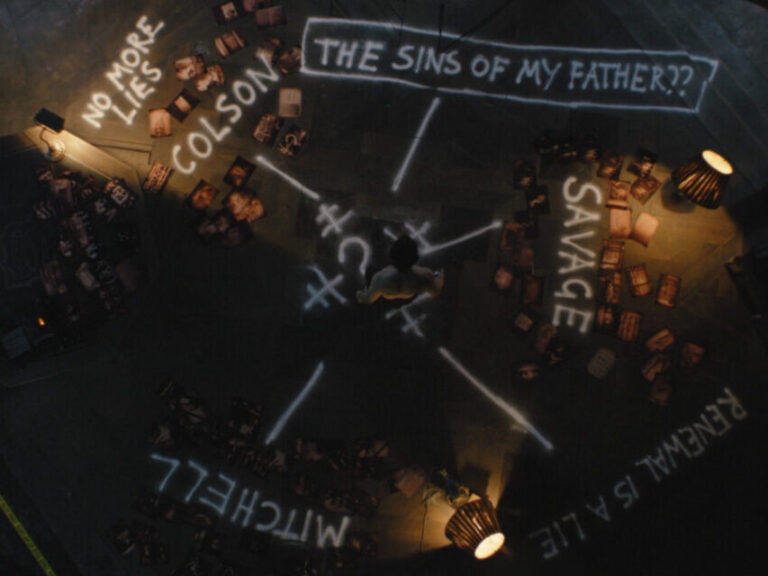 THE SINS OF MY FATHER??
NO MORE
LIES
COLSON
SAVAGE
RENEWAL IS A LIE
MITCHELL